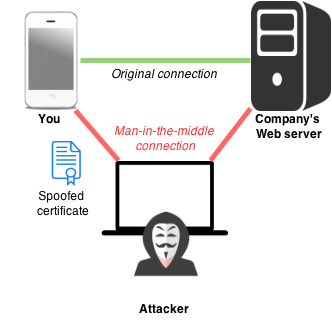 Original connection
You
Company's
Web server
Man-in-the-middle
connection
Spoofed
certificate
Attacker